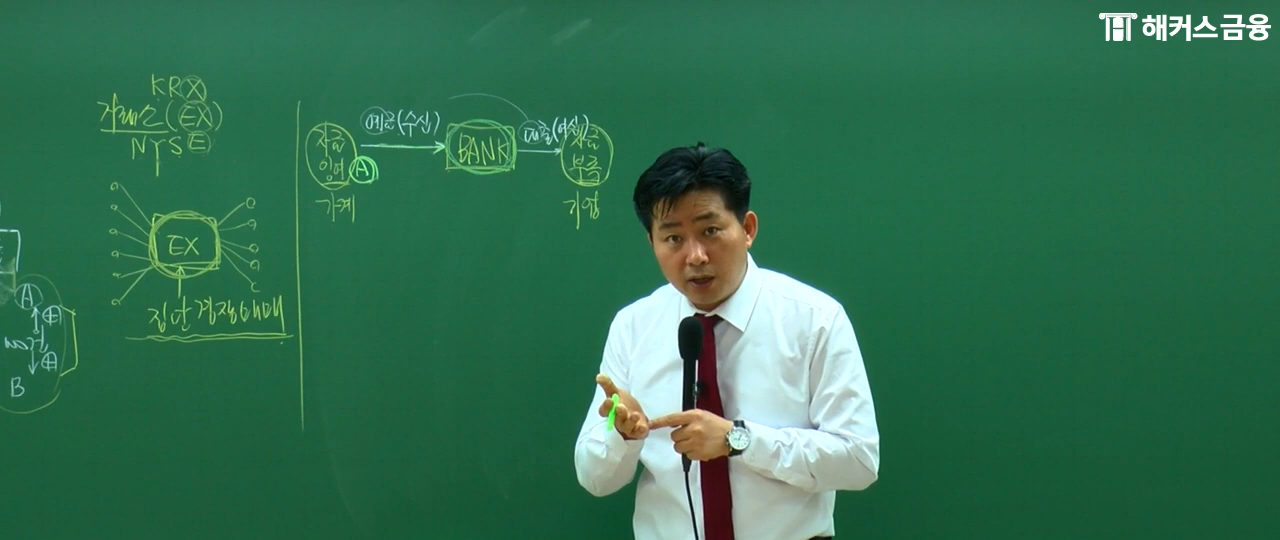 해커스금융
KRX
거래소(EX)
NYSE
EX
집단경쟁매매
A
B
예금(수신)
자금
잉여
A
가계
BANK
대출(여신)
자금
부족
기업